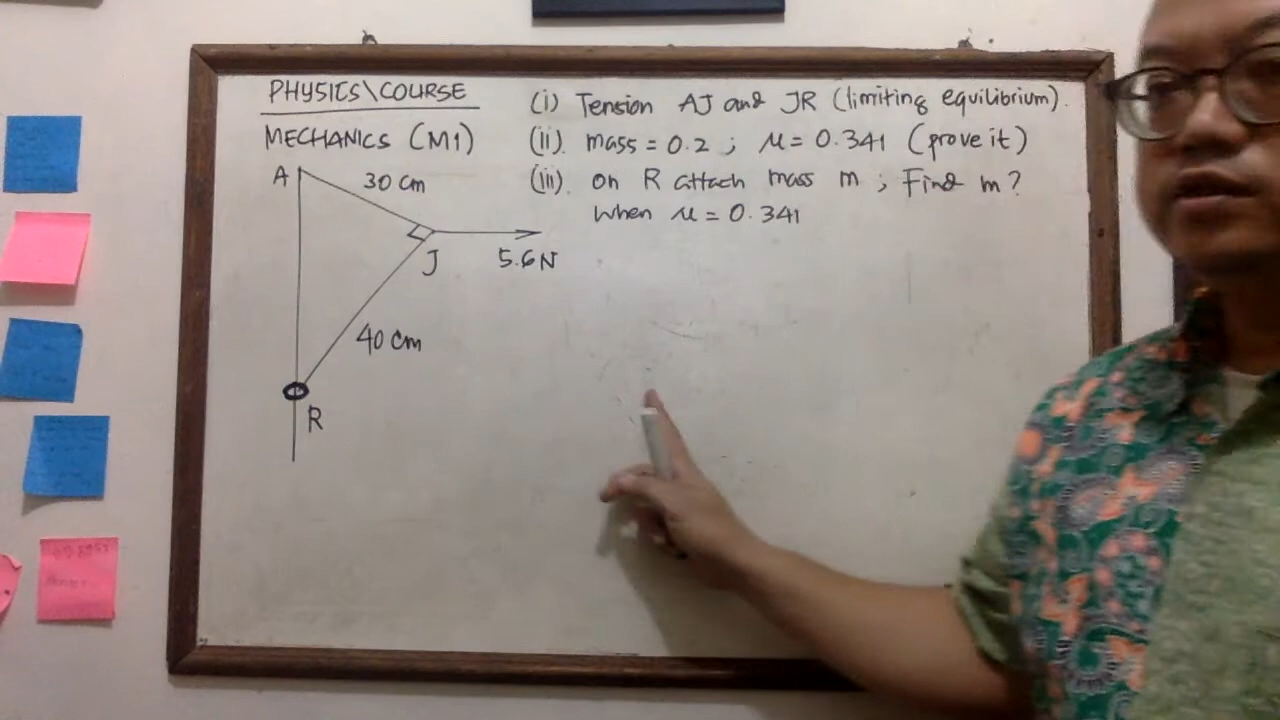 PHYSICS\COURSE
MECHANICS (M1)
(i) Tension AJ and JR (limiting equilibrium).
(ii). mass = 0.2 ; μ = 0.341 (prove it)
(iii). on R attach mass m ; Find m?
When μ = 0.341
A
30 cm
J
5.6N
40 cm
R